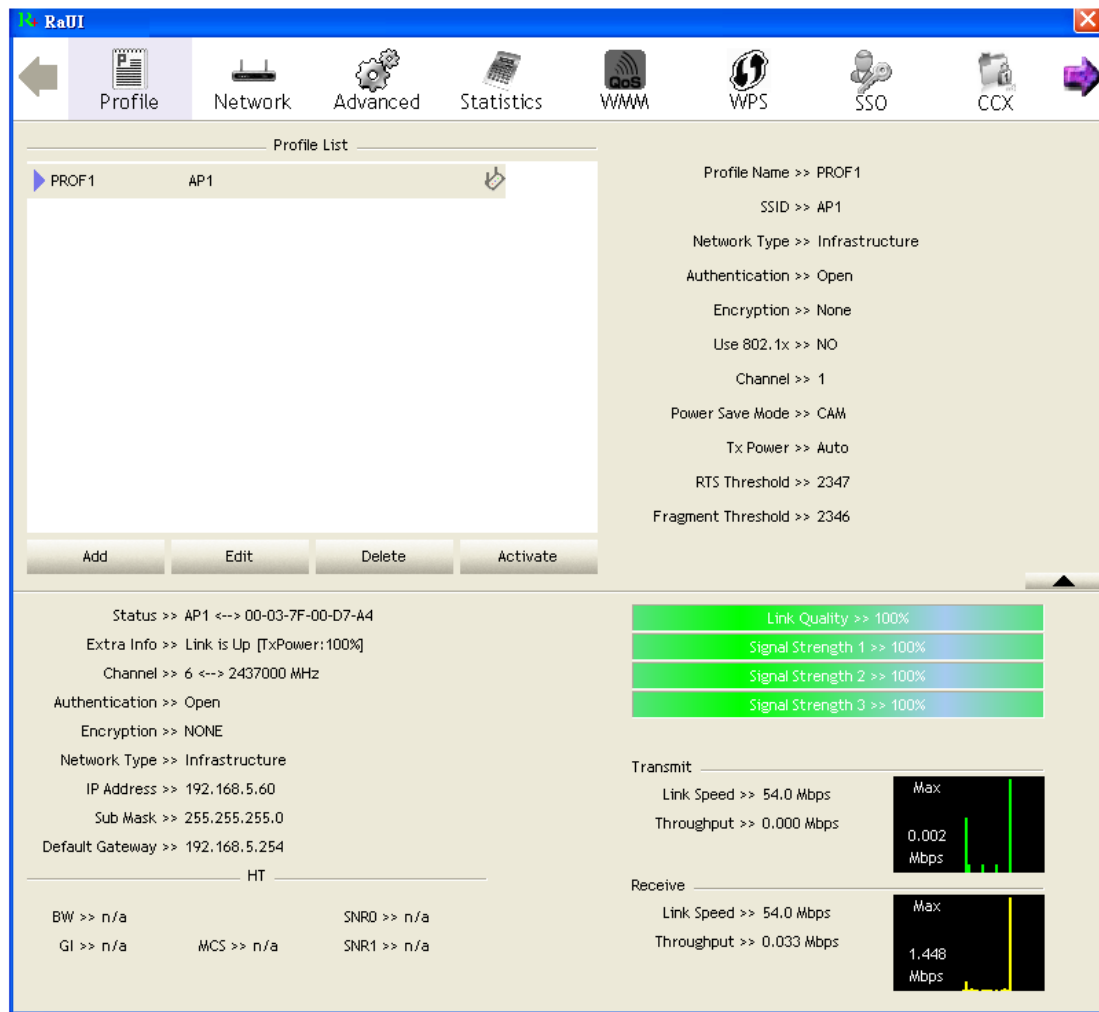 RaUI
Profile Network Advanced Statistics QoS WMM WPS SSO CCX
Profile List
PROF1 AP1
Add Edit Delete Activate
Profile Name >> PROF1
SSID >> AP1
Network Type >> Infrastructure
Authentication >> Open
Encryption >> None
Use 802.1x >> NO
Channel >> 1
Power Save Mode >> CAM
Tx Power >> Auto
RTS Threshold >> 2347
Fragment Threshold >> 2346
Status >> AP1 <--> 00-03-7F-00-D7-A4
Extra Info >> Link is Up [TxPower:100%]
Channel >> 6 <--> 2437000 MHz
Authentication >> Open
Encryption >> NONE
Network Type >> Infrastructure
IP Address >> 192.168.5.60
Sub Mask >> 255.255.255.0
Default Gateway >> 192.168.5.254
HT
BW >> n/a SNR0 >> n/a
GI >> n/a MCS >> n/a SNR1 >> n/a
Link Quality >> 100%
Signal Strength 1 >> 100%
Signal Strength 2 >> 100%
Signal Strength 3 >> 100%
Transmit
Link Speed >> 54.0 Mbps
Throughput >> 0.000 Mbps
Max
0.002
Mbps
Receive
Link Speed >> 54.0 Mbps
Throughput >> 0.033 Mbps
Max
1.448
Mbps